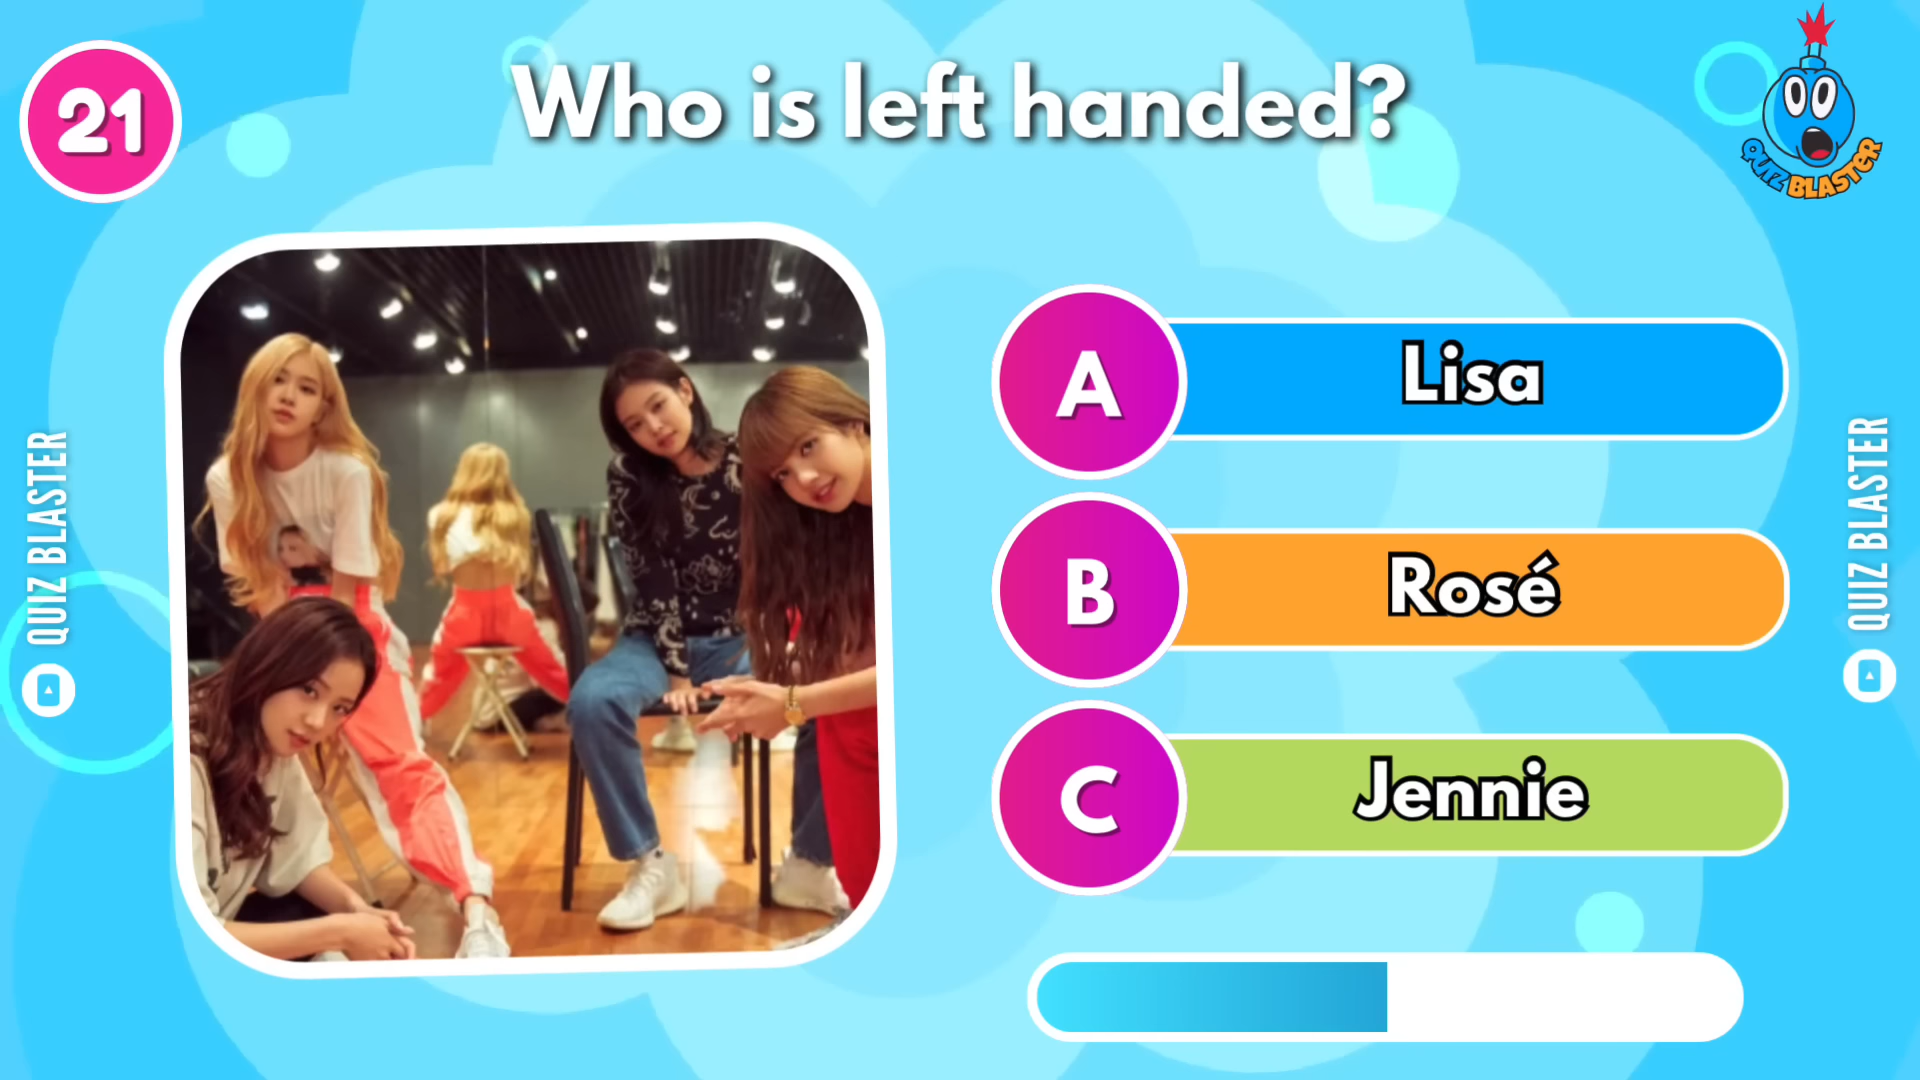 21
Who is left handed?
QUIZ BLASTER
A
Lisa
B
Rosé
C
Jennie
QUIZ BLASTER
QUIZ BLASTER